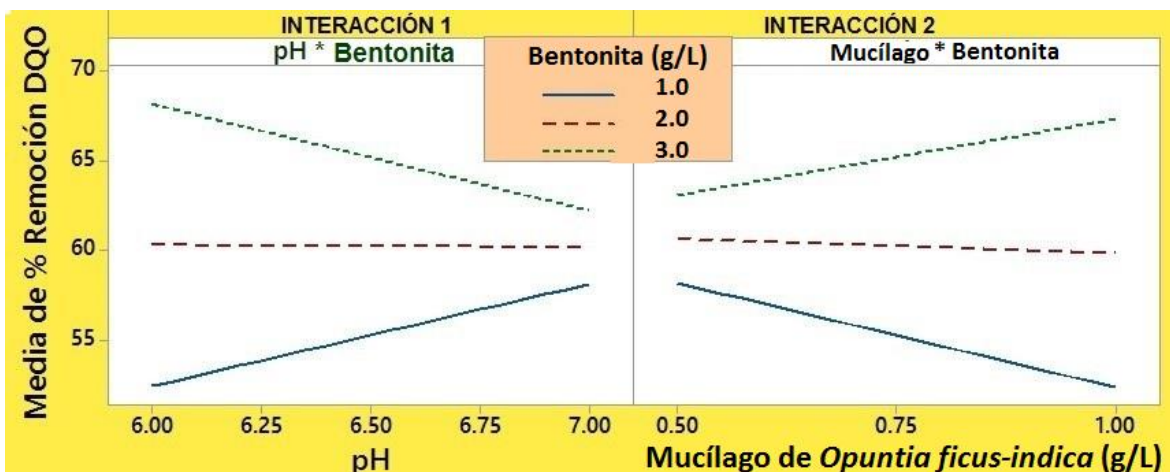 INTERACCIÓN 1
INTERACCIÓN 2
pH * Bentonita
Mucílago * Bentonita
Bentonita (g/L)
1.0
2.0
3.0
Media de % Remoción DQO
70
65
60
55
6.00 6.25 6.50 6.75 7.00
0.50 0.75 1.00
pH
Mucílago de Opuntia ficus-indica (g/L)